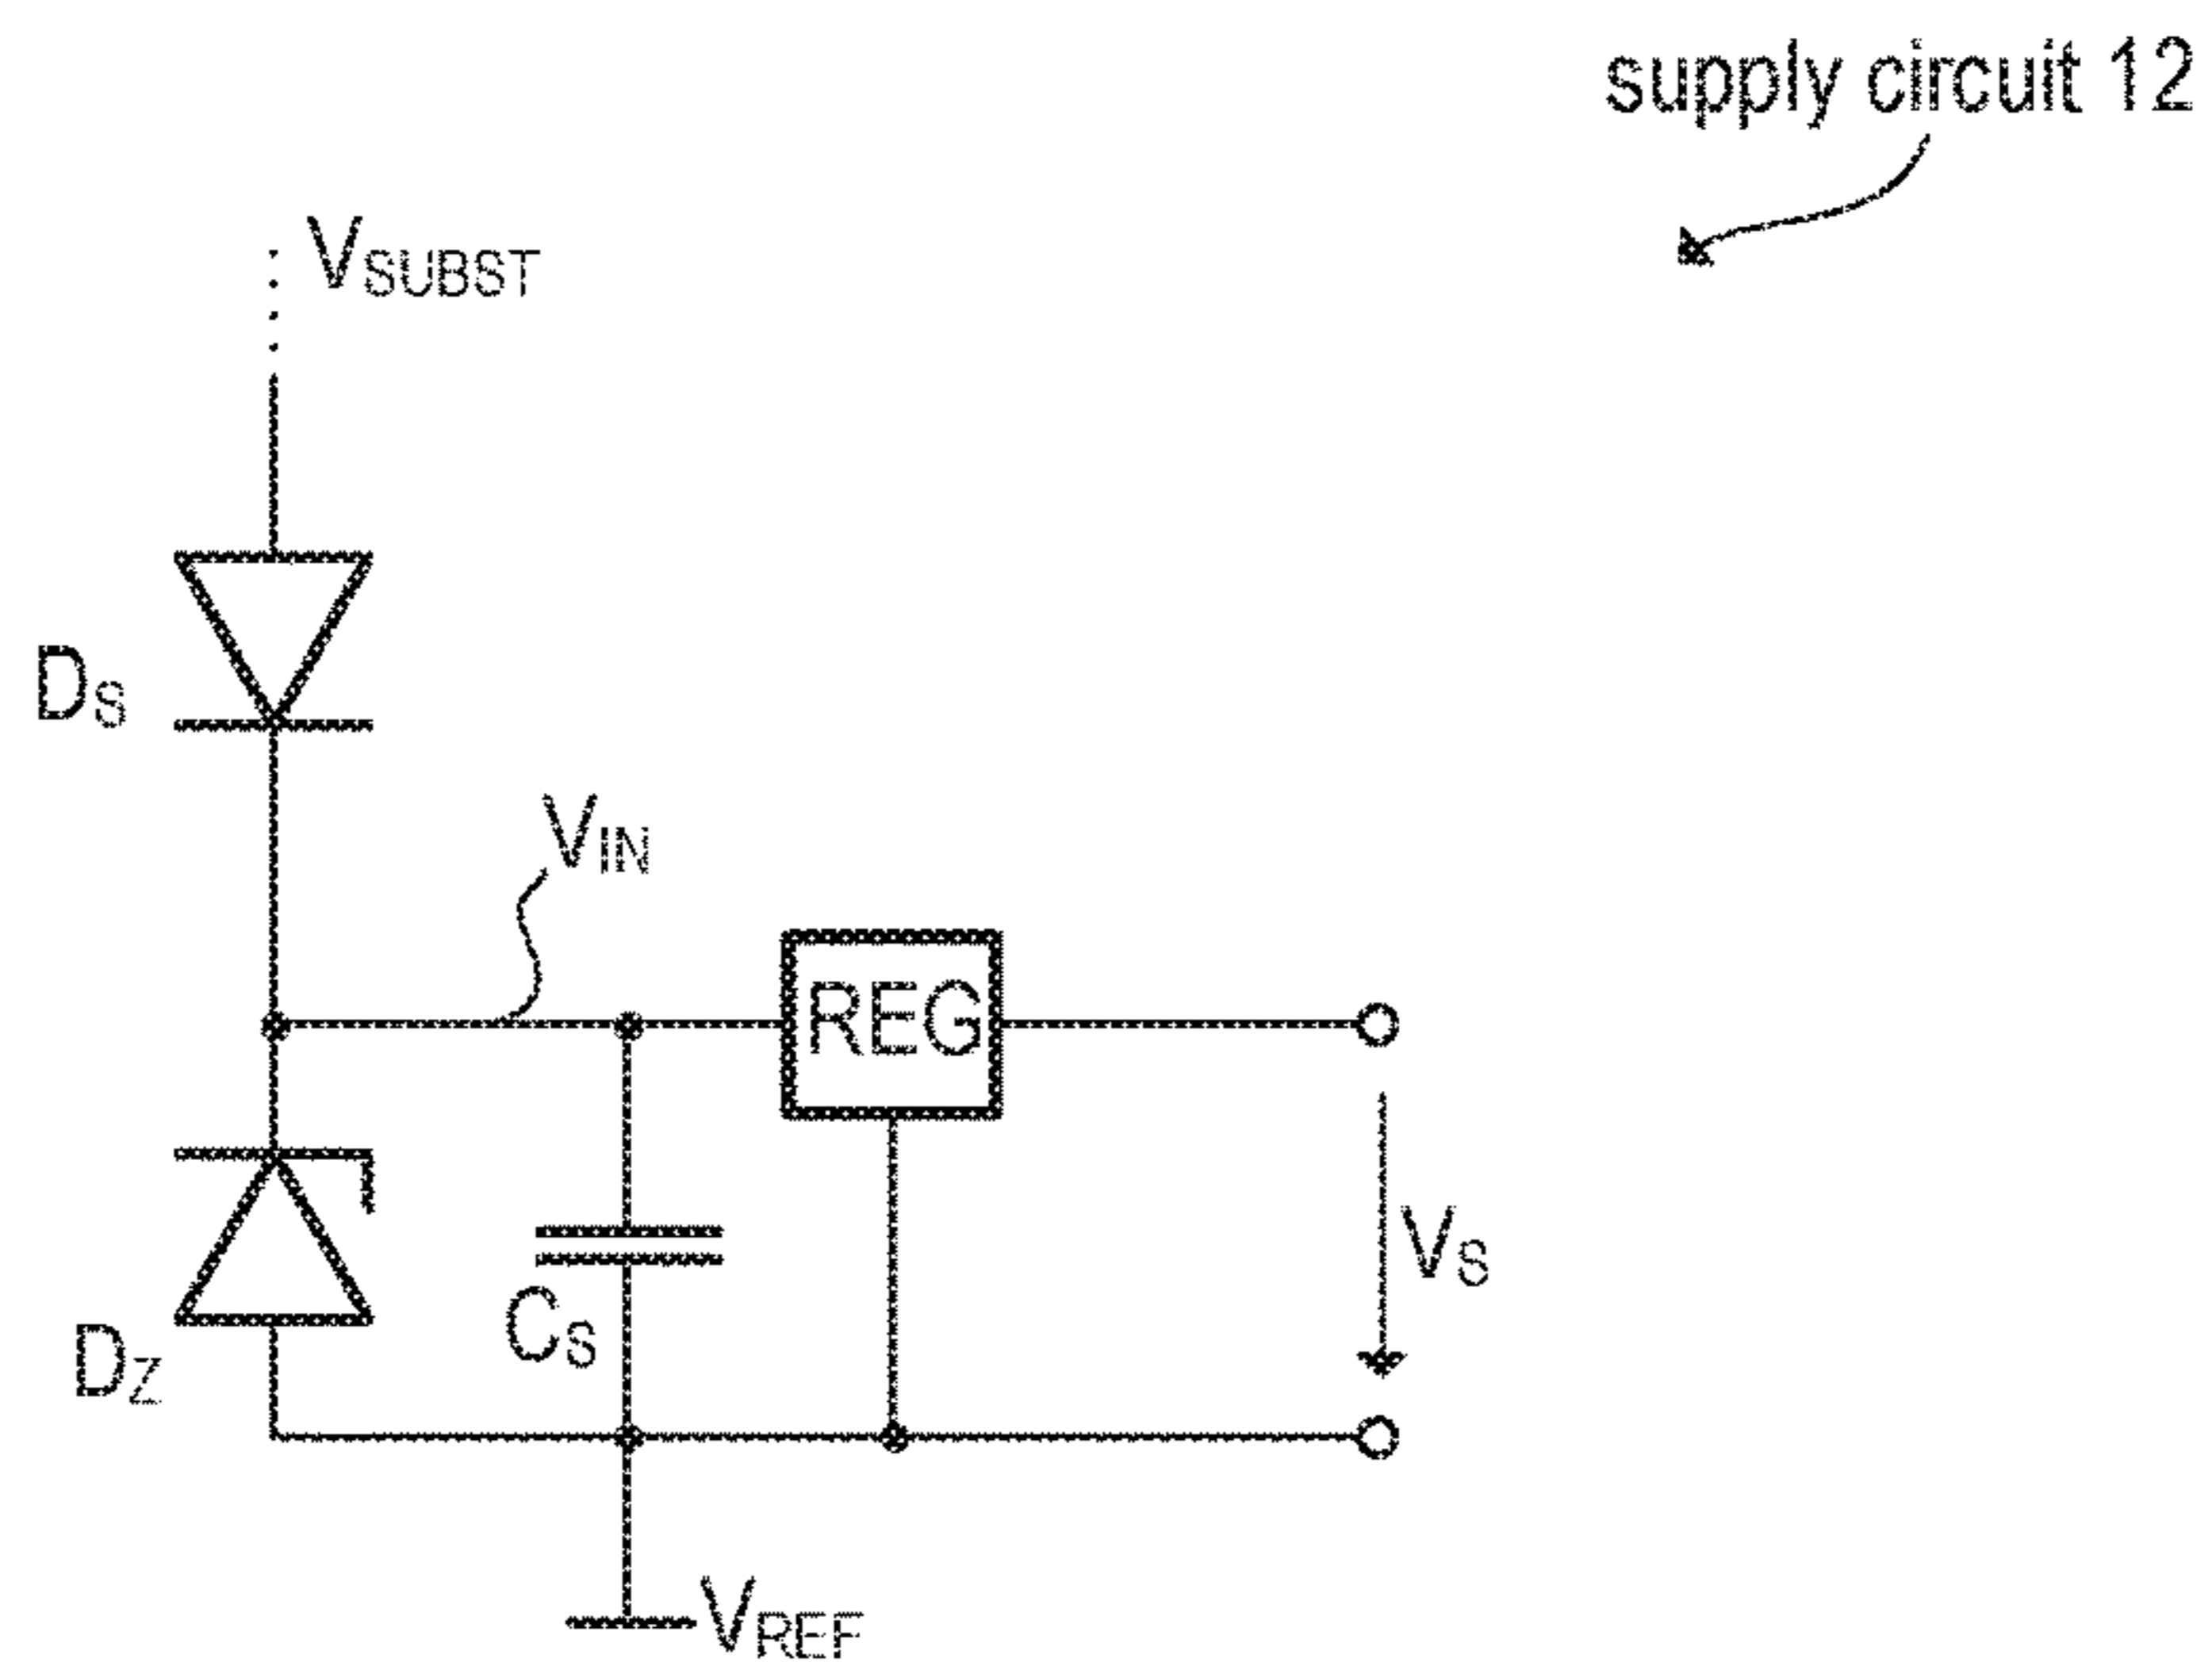 supply circuit 12
VSUBST
DS
VIN
REG
VS
CS
DZ
VREF